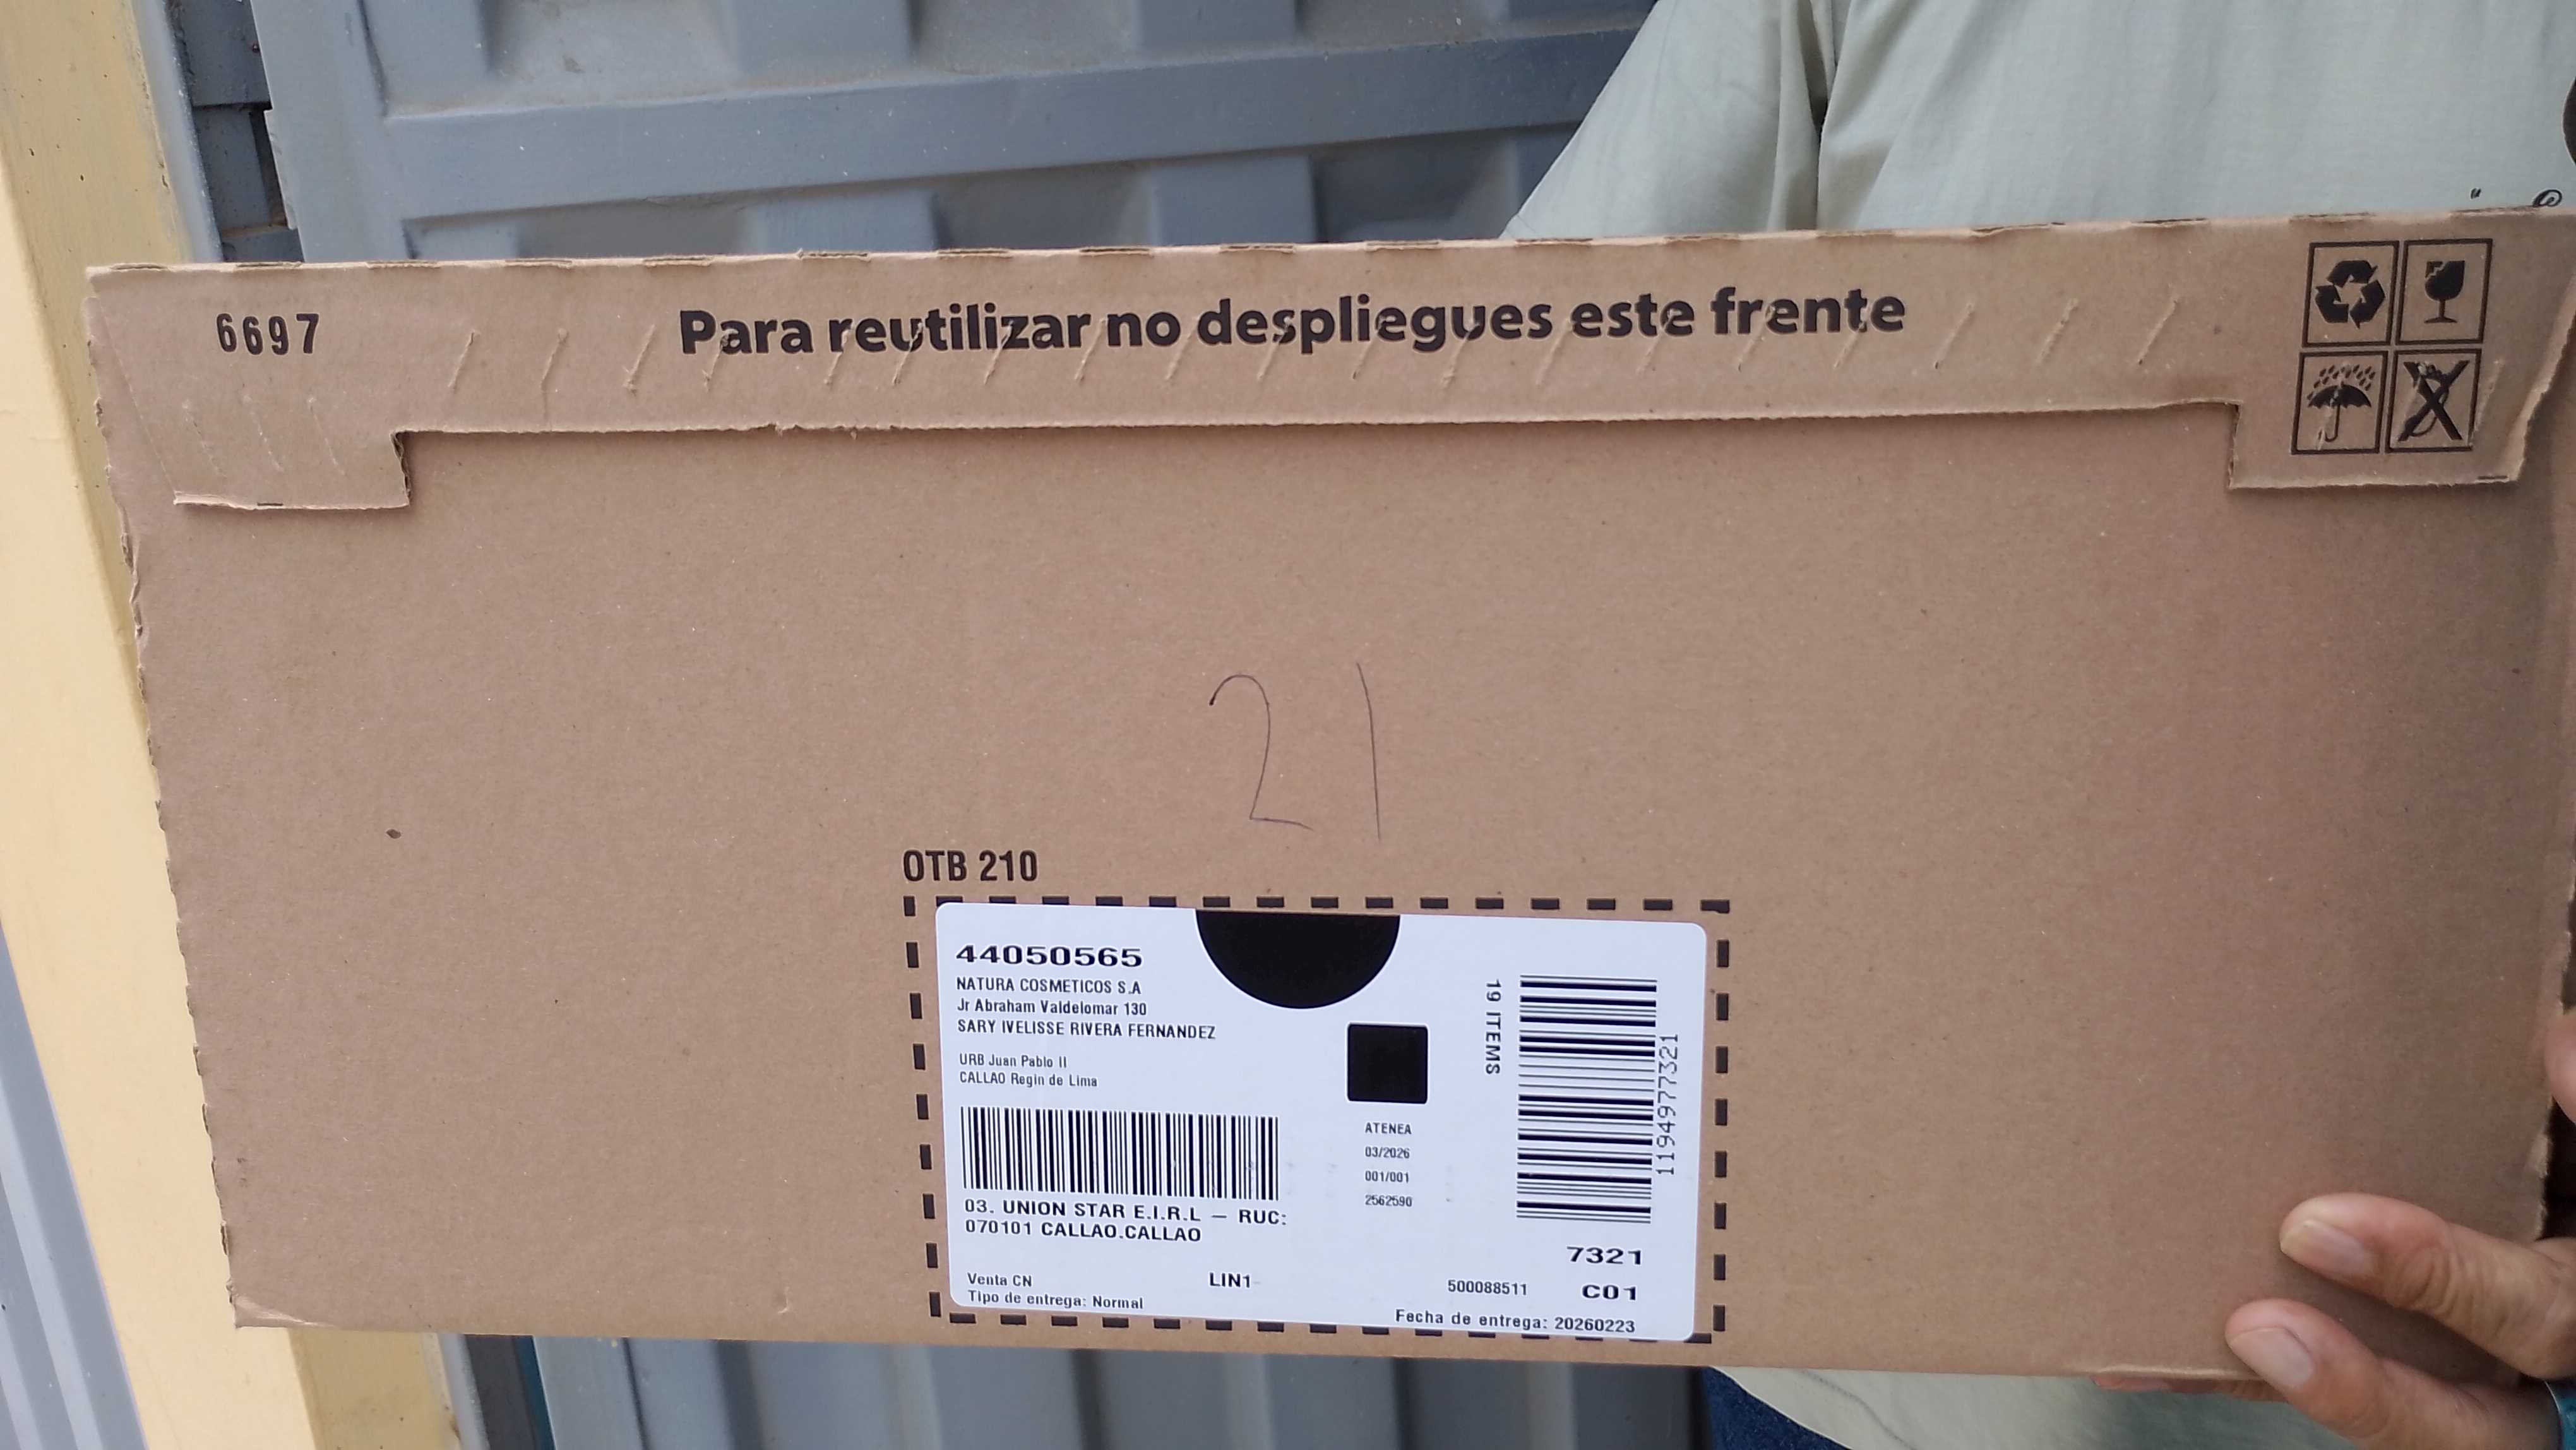 6697
Para reutilizar no despliegues este frente
21
OTB 210
44050565
NATURA COSMETICOS S.A
Jr Abraham Valdelomar 130
SARY IVELISSE RIVERA FERNANDEZ
URB Juan Pablo II
CALLAO Regin de Lima
19 ITEMS
1194977321
ATENEA
03/2026
001/001
2562590
03. UNION STAR E.I.R.L – RUC:
070101 CALLAO.CALLAO
7321
Venta CN
LIN1
500088511
C01
Tipo de entrega: Normal
Fecha de entrega: 20260223